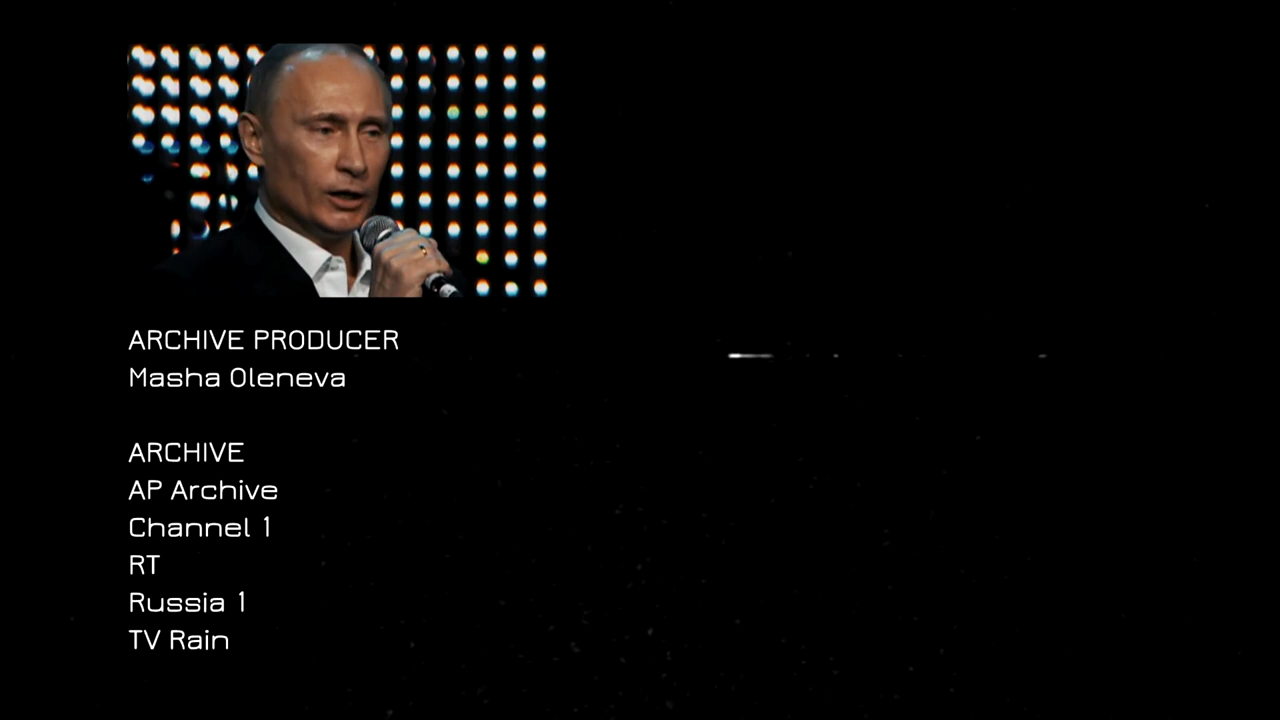 ARCHIVE PRODUCER
Masha Oleneva
ARCHIVE
AP Archive
Channel 1
RT
Russia 1
TV Rain